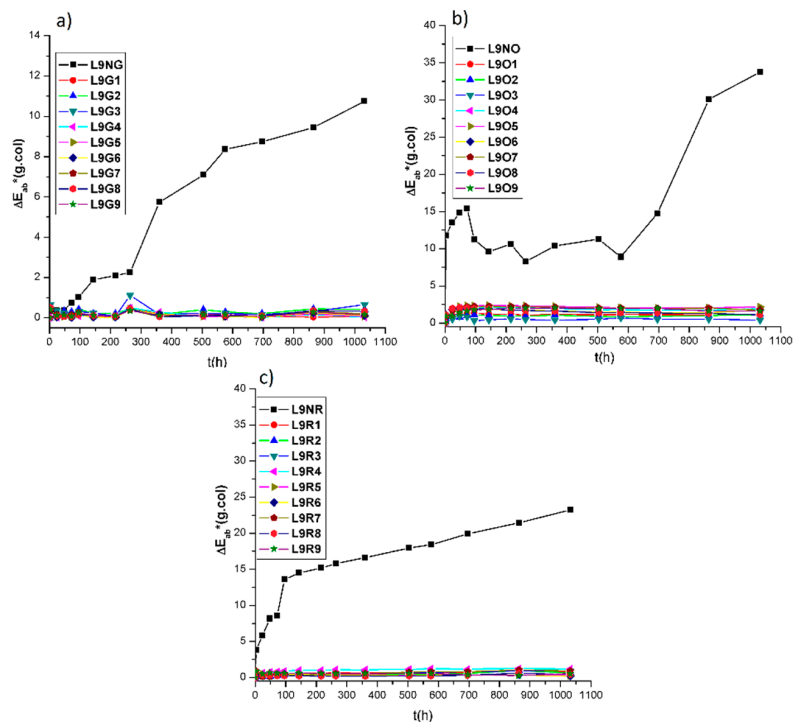 a)
14
12
10
8
6
4
2
0
ΔEab*(g.col)
L9NG
L9G1
L9G2
L9G3
L9G4
L9G5
L9G6
L9G7
L9G8
L9G9
0 100 200 300 400 500 600 700 800 900 1000 1100
t(h)
b)
40
35
30
25
20
15
10
5
0
ΔEab*(g.col)
L9NO
L9O1
L9O2
L9O3
L9O4
L9O5
L9O6
L9O7
L9O8
L9O9
0 100 200 300 400 500 600 700 800 900 1000 1100
t(h)
c)
40
35
30
25
20
15
10
5
0
ΔEab*(g.col)
L9NR
L9R1
L9R2
L9R3
L9R4
L9R5
L9R6
L9R7
L9R8
L9R9
0 100 200 300 400 500 600 700 800 900 1000 1100
t(h)